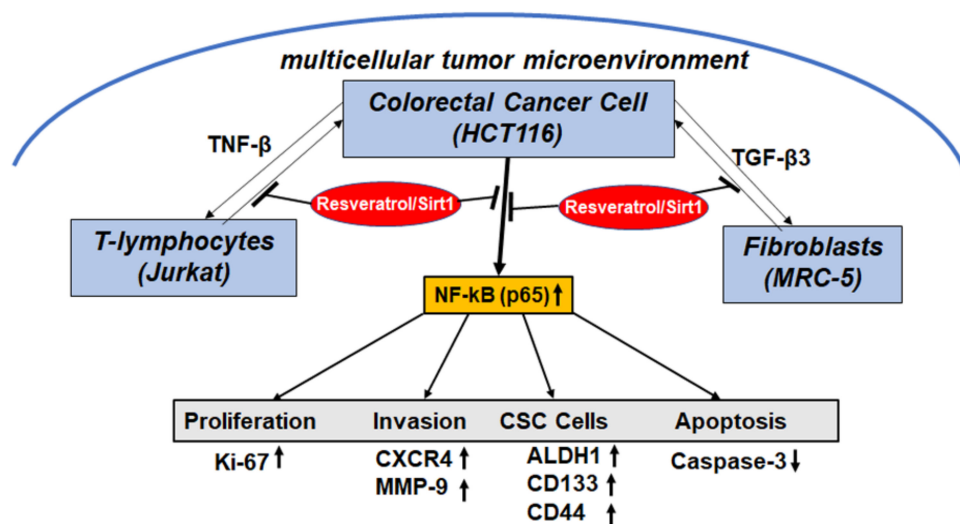 multicellular tumor microenvironment
Colorectal Cancer Cell
(HCT116)
TNF-β
TGF-β3
Resveratrol/Sirt1
Resveratrol/Sirt1
T-lymphocytes
(Jurkat)
Fibroblasts
(MRC-5)
NF-kB (p65)↑
Proliferation Invasion CSC Cells Apoptosis
Ki-67↑
CXCR4↑
MMP-9↑
ALDH1↑
CD133↑
CD44↑
Caspase-3↓